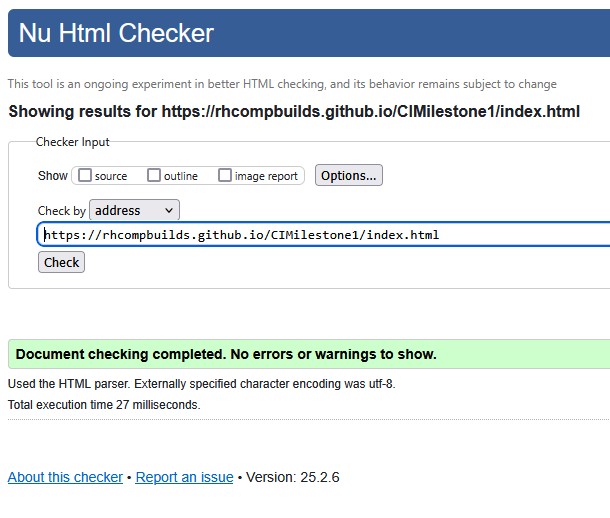 Nu Html Checker
This tool is an ongoing experiment in better HTML checking, and its behavior remains subject to change
Showing results for https://rhcompbuilds.github.io/CIMilestone1/index.html
Checker Input
Show source outline image report Options...
Check by address
https://rhcompbuilds.github.io/CIMilestone1/index.html
Check
Document checking completed. No errors or warnings to show.
Used the HTML parser. Externally specified character encoding was utf-8.
Total execution time 27 milliseconds.
About this checker • Report an issue • Version: 25.2.6